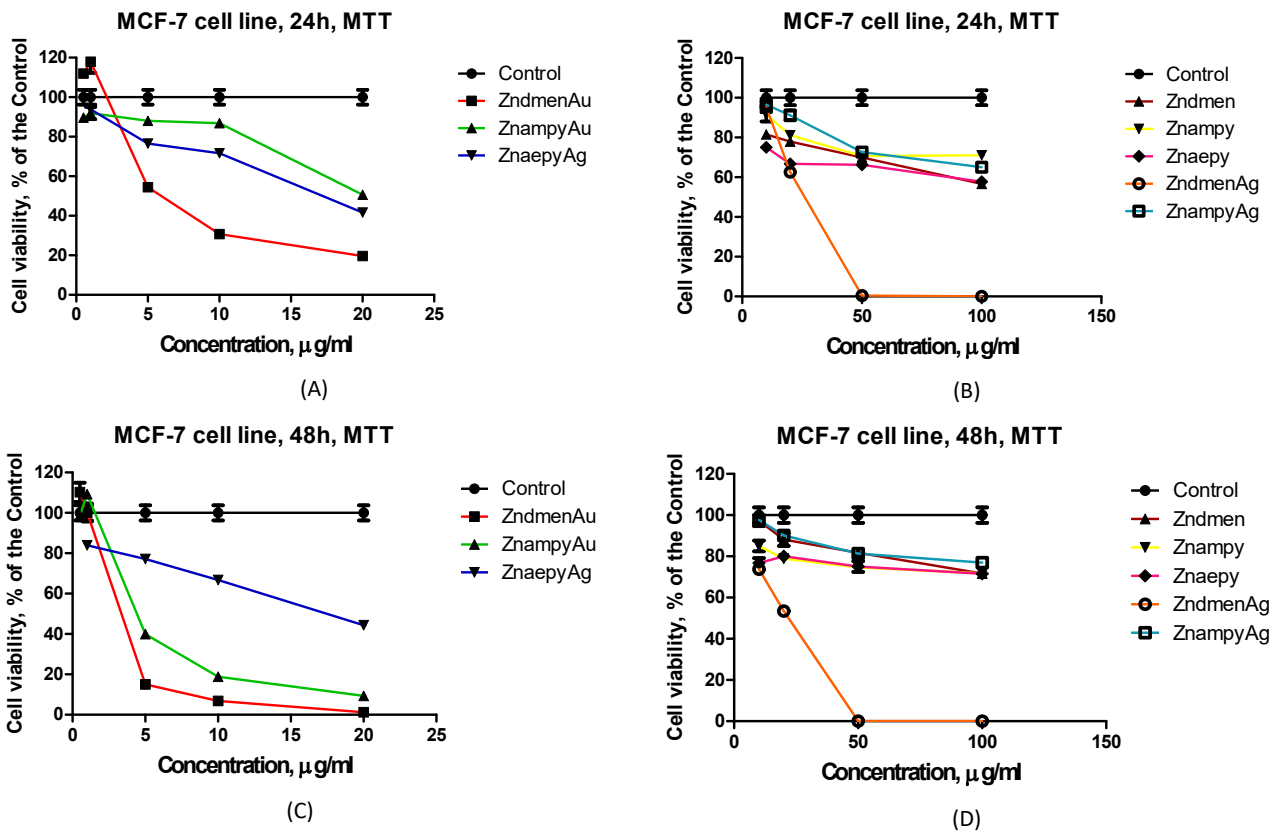 MCF-7 cell line, 24h, MTT
Cell viability, % of the Control
120
100
80
60
40
20
0
0 5 10 15 20 25
Concentration, μ g/ml
Control
ZndmenAu
ZnampyAu
ZnaepyAg
(A)
MCF-7 cell line, 24h, MTT
Cell viability, % of the Control
120
100
80
60
40
20
0
0 50 100 150
Concentration, μ g/ml
Control
Zndmen
Znampy
Znaepy
ZndmenAg
ZnampyAg
(B)
MCF-7 cell line, 48h, MTT
Cell viability, % of the Control
120
100
80
60
40
20
0
0 5 10 15 20 25
Concentration, μ g/ml
Control
ZndmenAu
ZnampyAu
ZnaepyAg
(C)
MCF-7 cell line, 48h, MTT
Cell viability, % of the Control
120
100
80
60
40
20
0
0 50 100 150
Concentration, μ g/ml
Control
Zndmen
Znampy
Znaepy
ZndmenAg
ZnampyAg
(D)